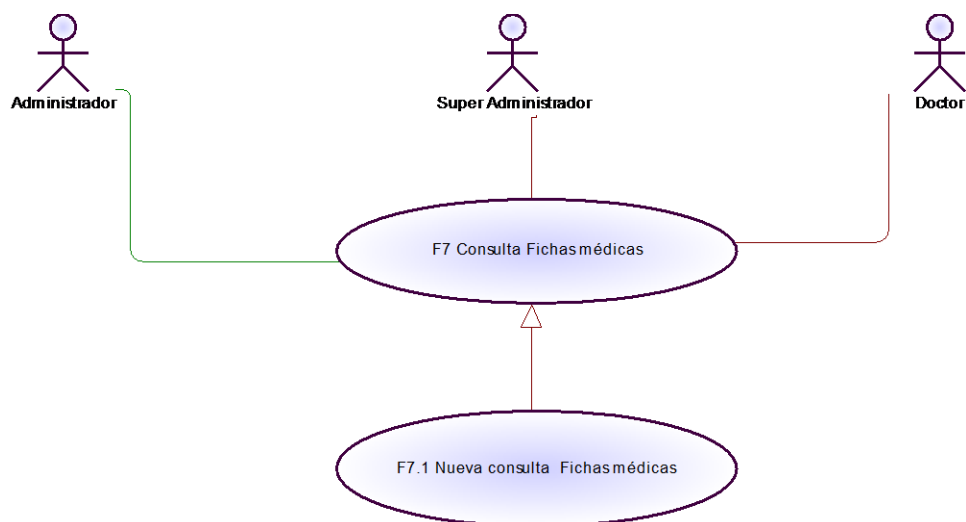 Administrador
Super Administrador
Doctor
F7 Consulta Fichas médicas
F7.1 Nueva consulta Fichas médicas